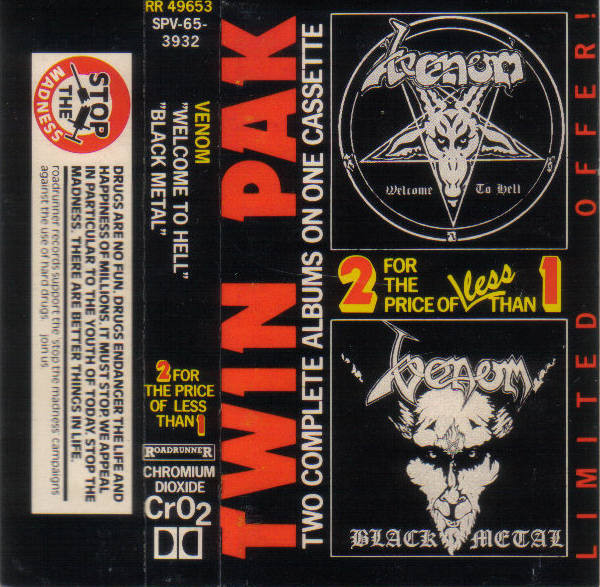 STOP
THE
MADNESS
DRUGS ARE NO FUN. DRUGS ENDANGER THE LIFE AND
HAPPINESS OF MILLIONS. IT MUST STOP. WE APPEAL
IN PARTICULAR TO THE YOUTH OF TODAY. STOP THE
MADNESS. THERE ARE BETTER THINGS IN LIFE.
roadrunner records support the 'stop the madness' campaigns
against the use of hard drugs join us
RR 49653
SPV-65-
3932
VENOM
"WELCOME TO HELL"
"BLACK METAL"
2 FOR
THE PRICE
OF LESS
THAN 1
ROADRUNNER
CHROMIUM
DIOXIDE
CrO2
TWIN PAK
TWO COMPLETE ALBUMS ON ONE CASSETTE
Venom
Welcome To Hell
2 FOR
THE
PRICE OF less THAN 1
Venom
BLACK METAL
LIMITED OFFER!